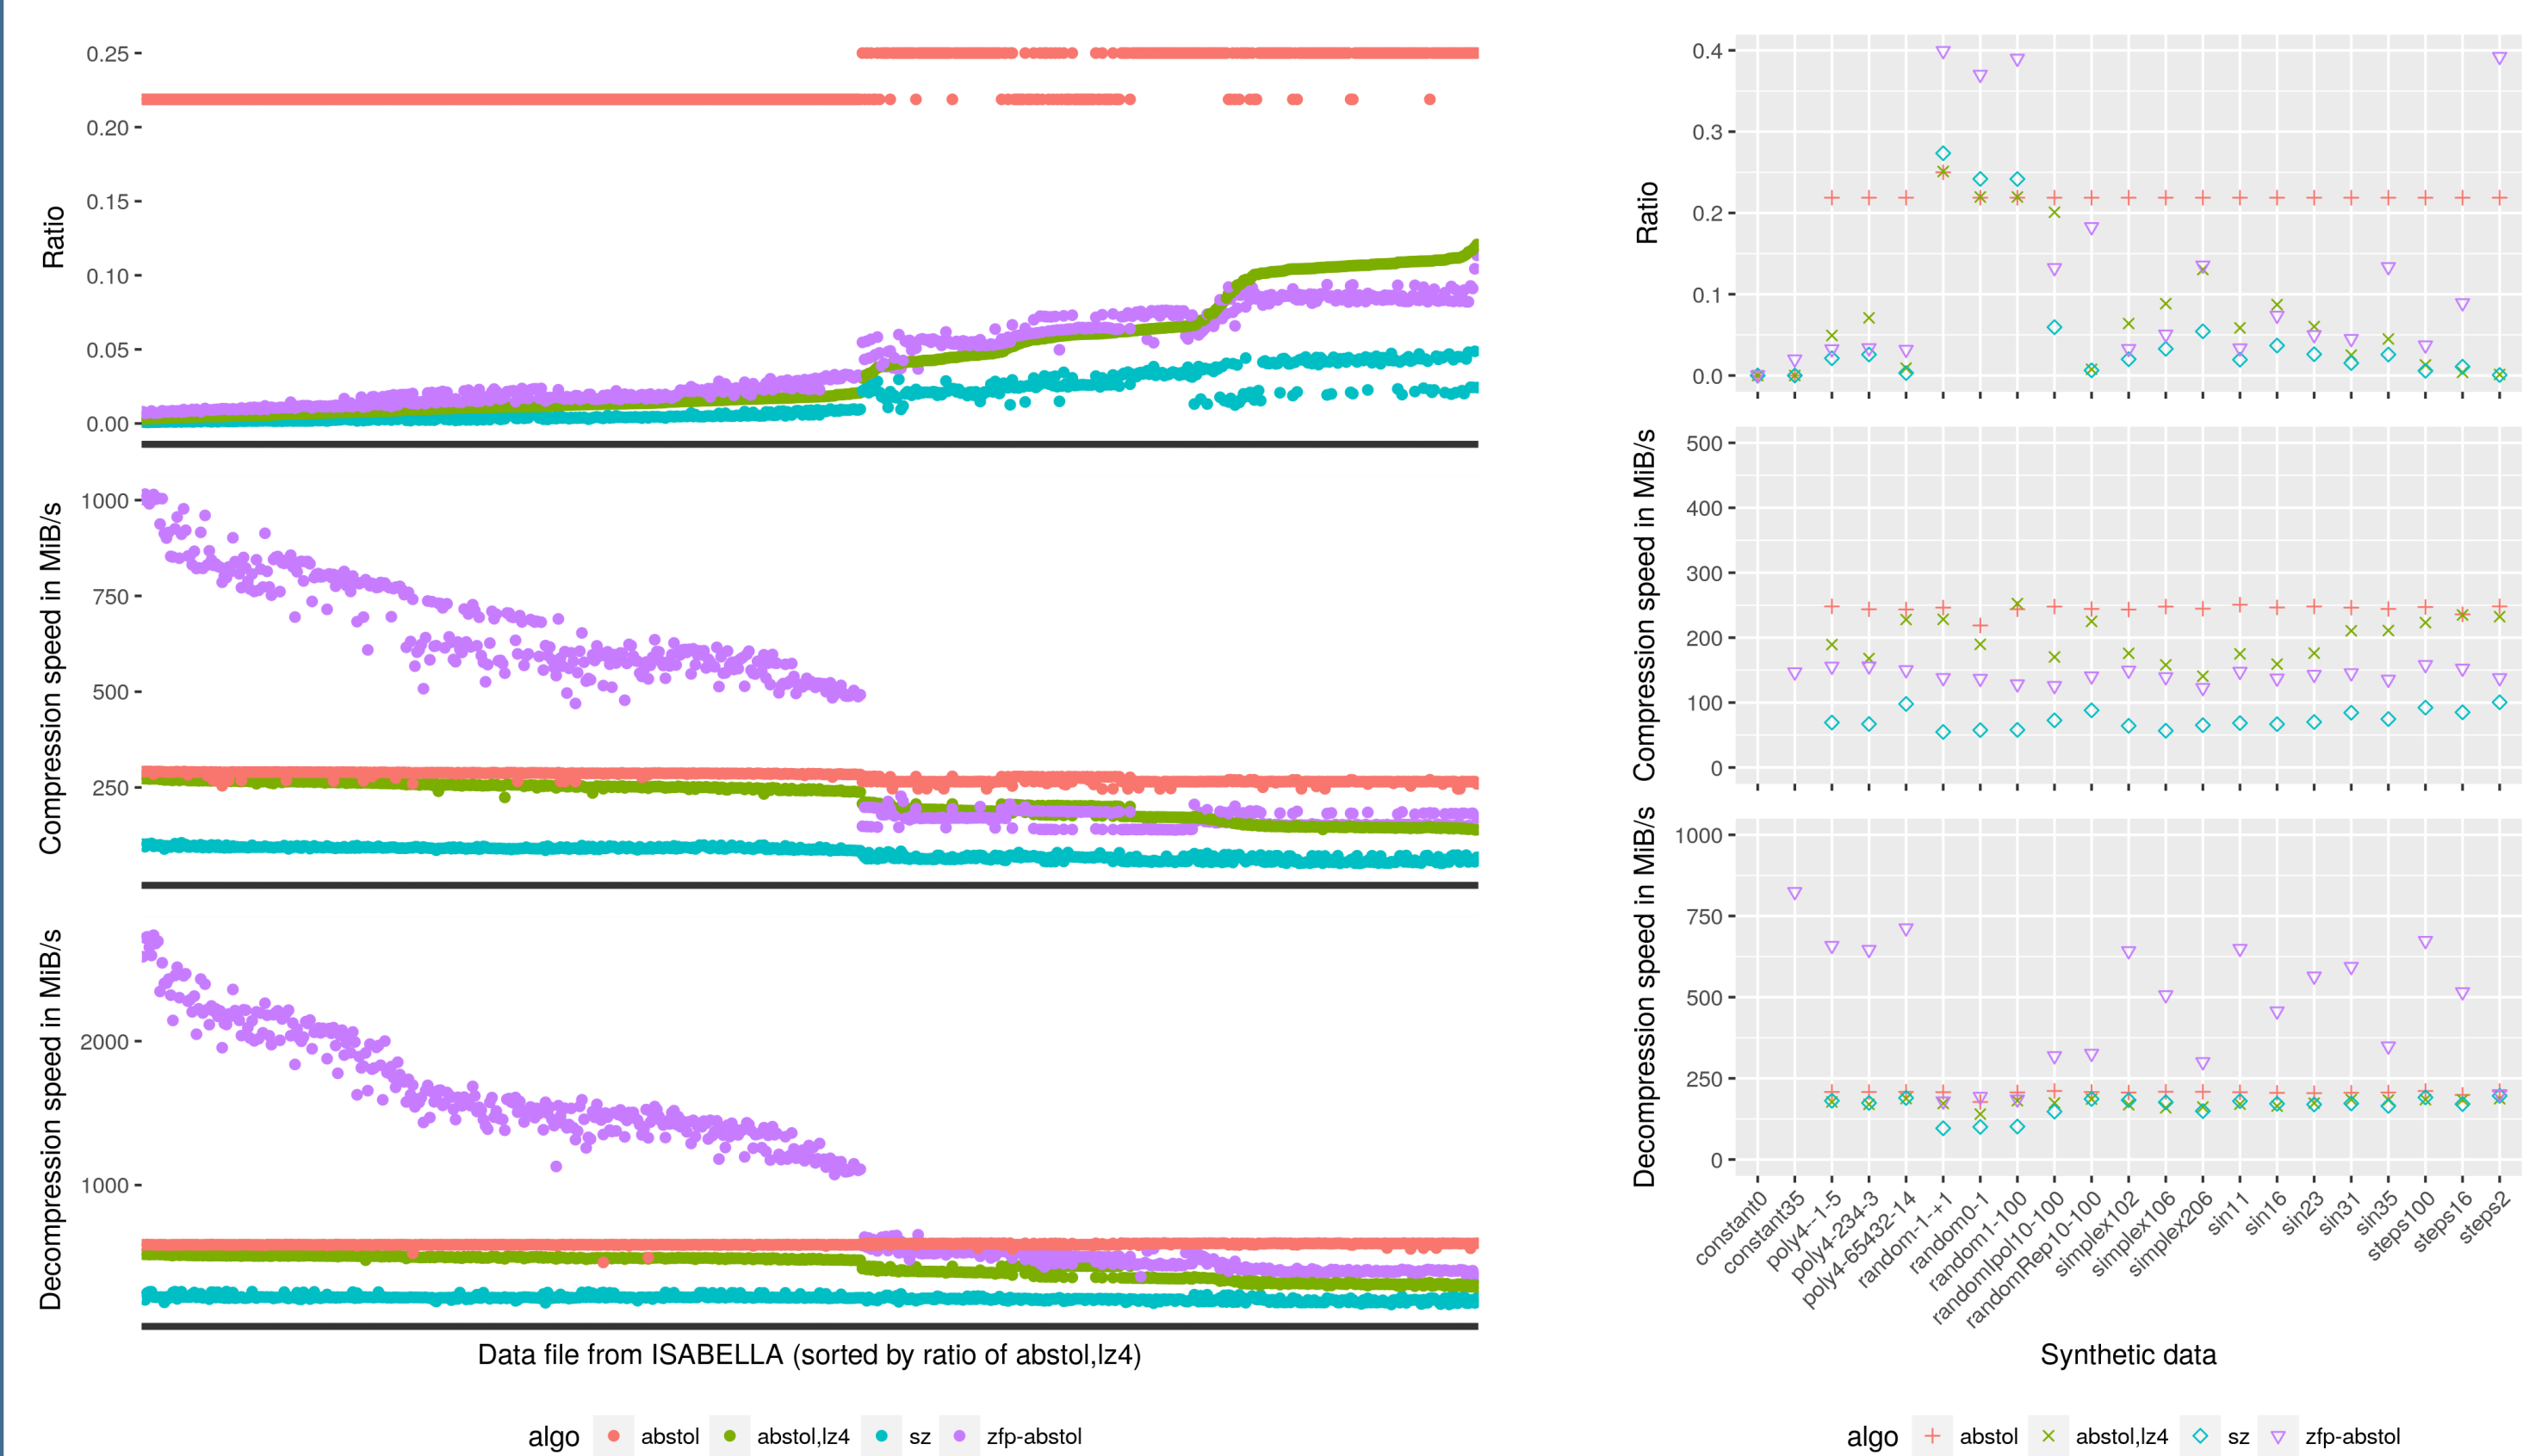 Ratio
0.25
0.20
0.15
0.10
0.05
0.00
Compression speed in MiB/s
1000
750
500
250
Decompression speed in MiB/s
2000
1000
Data file from ISABELLA (sorted by ratio of abstol,lz4)
algo abstol abstol,lz4 sz zfp-abstol
Ratio
0.4
0.3
0.2
0.1
0.0
Compression speed in MiB/s
500
400
300
200
100
0
Decompression speed in MiB/s
1000
750
500
250
0
constant0
constant35
poly4--1-5
poly4-234-3
poly4-65432-14
random-1-+1
random0-1
random1-100
randomIpol10-100
randomRep10-100
simplex102
simplex106
simplex206
sin11
sin16
sin23
sin31
sin35
steps100
steps16
steps2
Synthetic data
algo abstol abstol,lz4 sz zfp-abstol